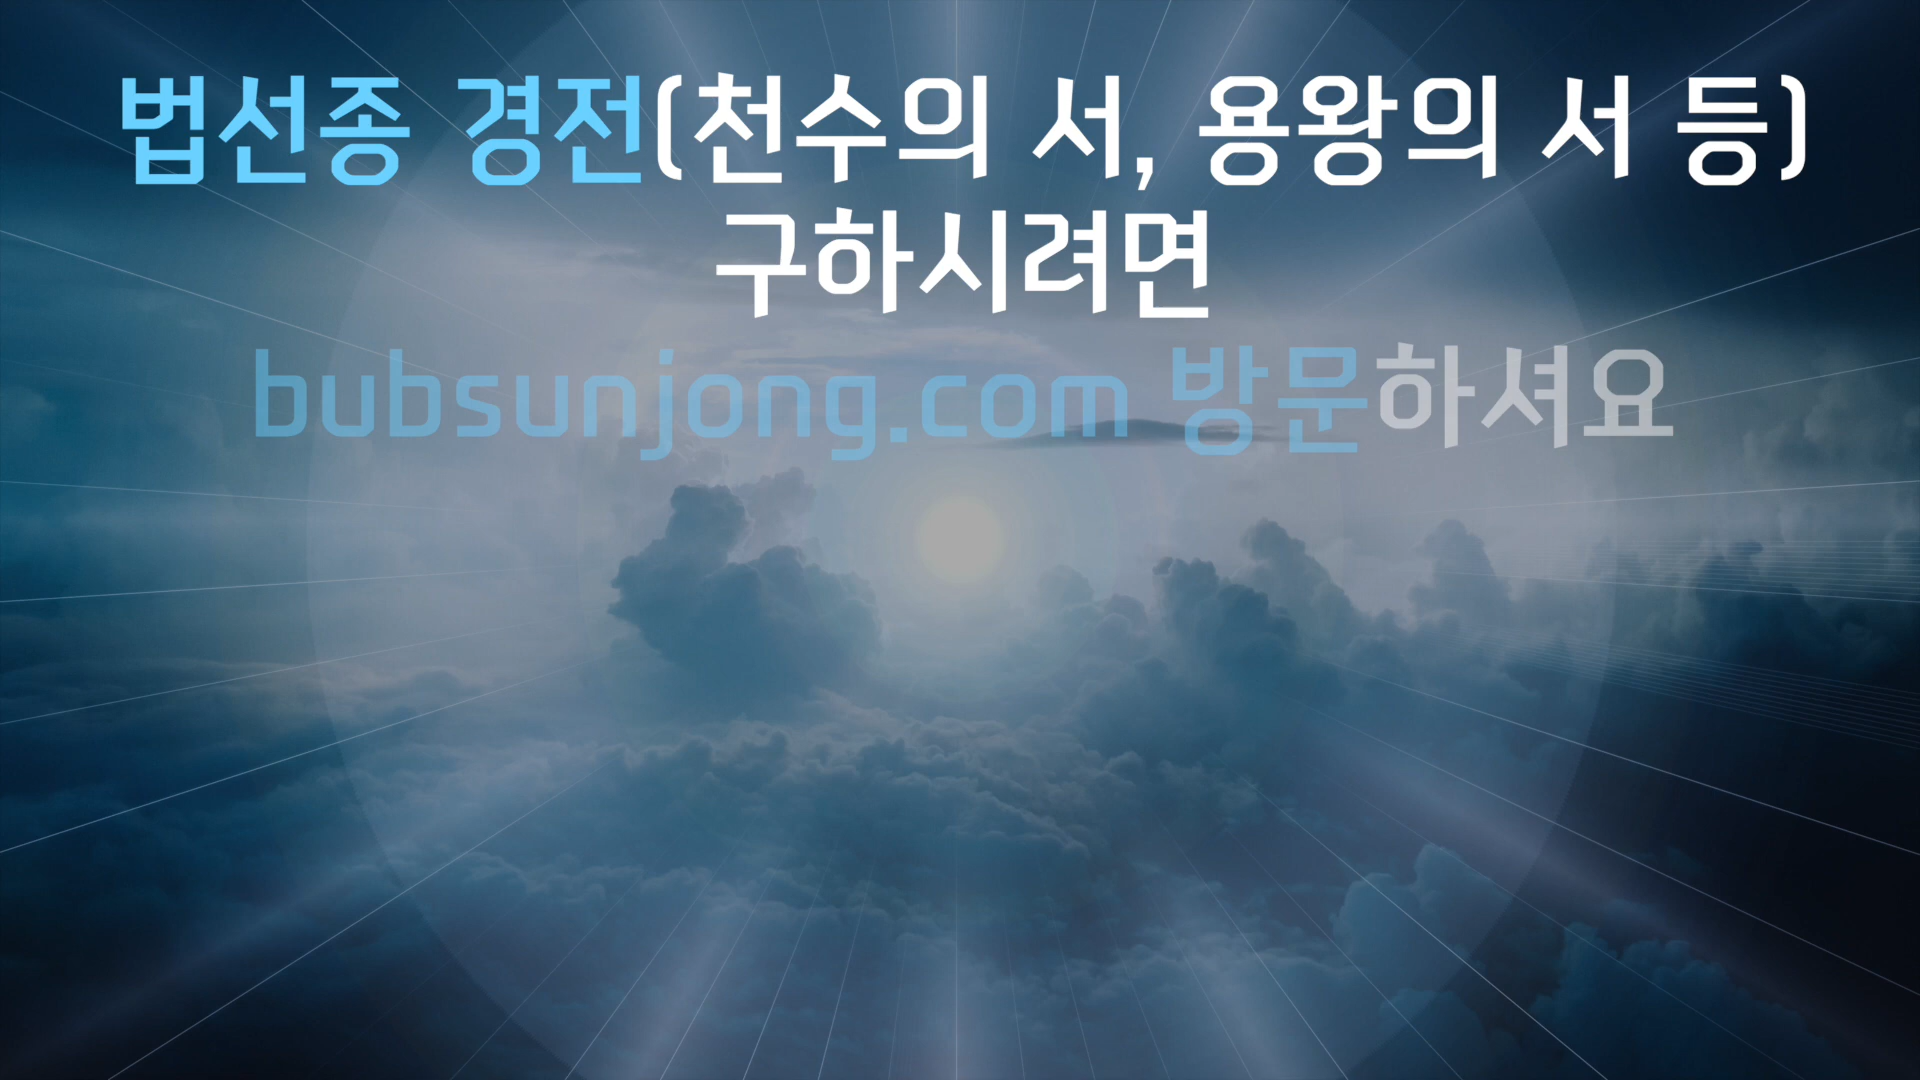 법선종 경전(천수의 서, 용왕의 서 등)
구하시려면
bubsunjong.com 방문하셔요